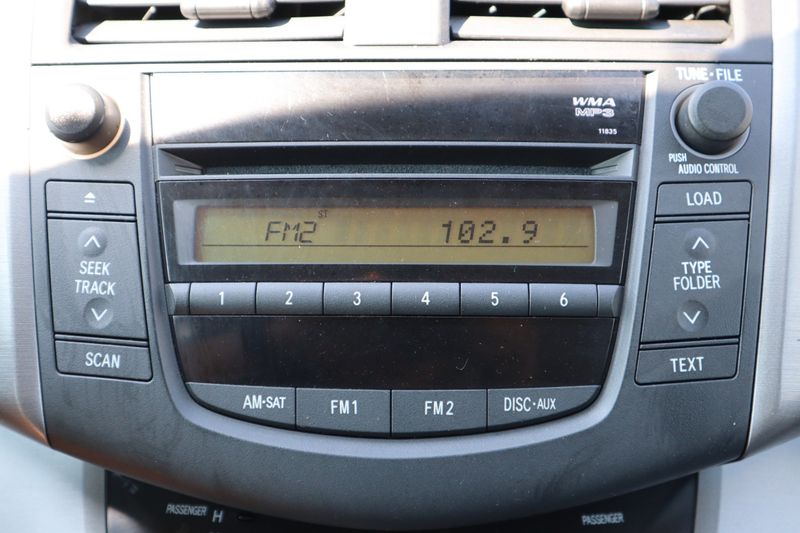 TUNE・FILE
WMA
MP3
11835
PUSH
AUDIO CONTROL
LOAD
FM2 ST 102.9
SEEK
TRACK
TYPE
FOLDER
1 2 3 4 5 6
SCAN
TEXT
AM・SAT FM1 FM2 DISC・AUX
PASSENGER H
PASSENGER